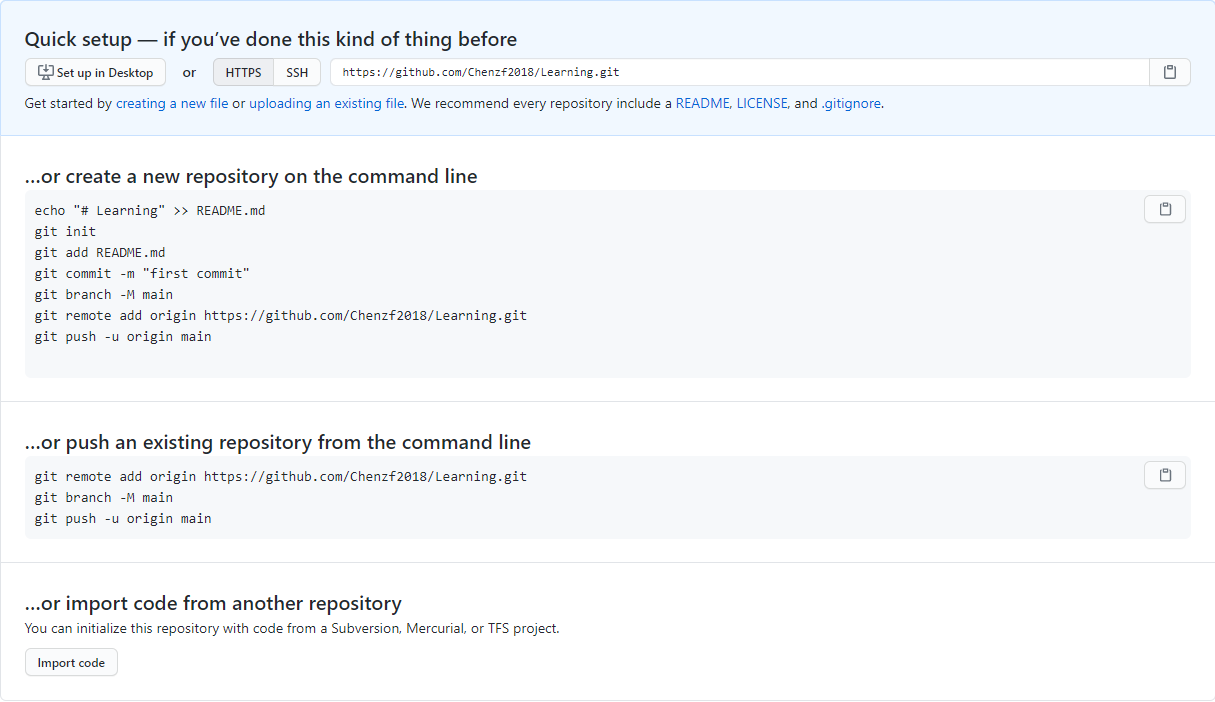 Quick setup — if you’ve done this kind of thing before
Set up in Desktop or HTTPS SSH https://github.com/Chenzf2018/Learning.git
Get started by creating a new file or uploading an existing file. We recommend every repository include a README, LICENSE, and .gitignore.
…or create a new repository on the command line
echo "# Learning" >> README.md
git init
git add README.md
git commit -m "first commit"
git branch -M main
git remote add origin https://github.com/Chenzf2018/Learning.git
git push -u origin main
…or push an existing repository from the command line
git remote add origin https://github.com/Chenzf2018/Learning.git
git branch -M main
git push -u origin main
…or import code from another repository
You can initialize this repository with code from a Subversion, Mercurial, or TFS project.
Import code